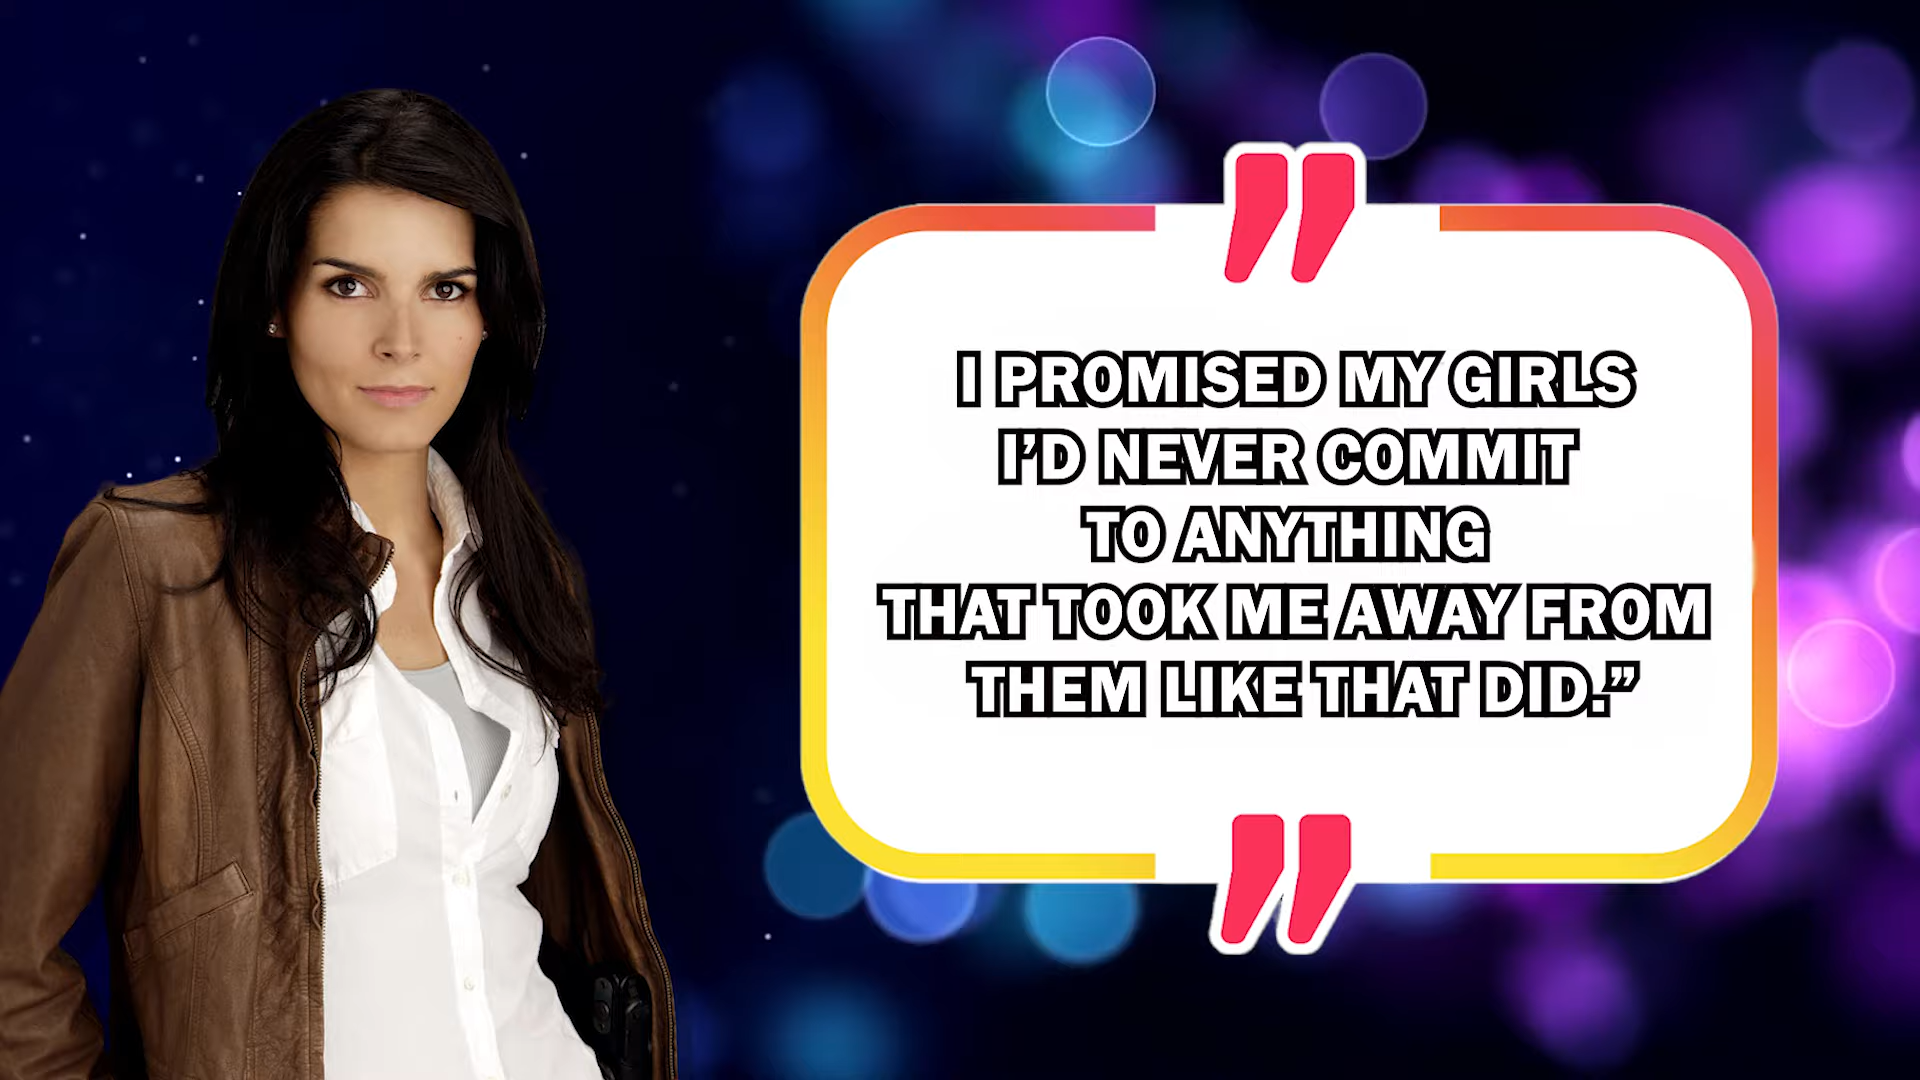 I PROMISED MY GIRLS
I’D NEVER COMMIT
TO ANYTHING
THAT TOOK ME AWAY FROM
THEM LIKE THAT DID.”